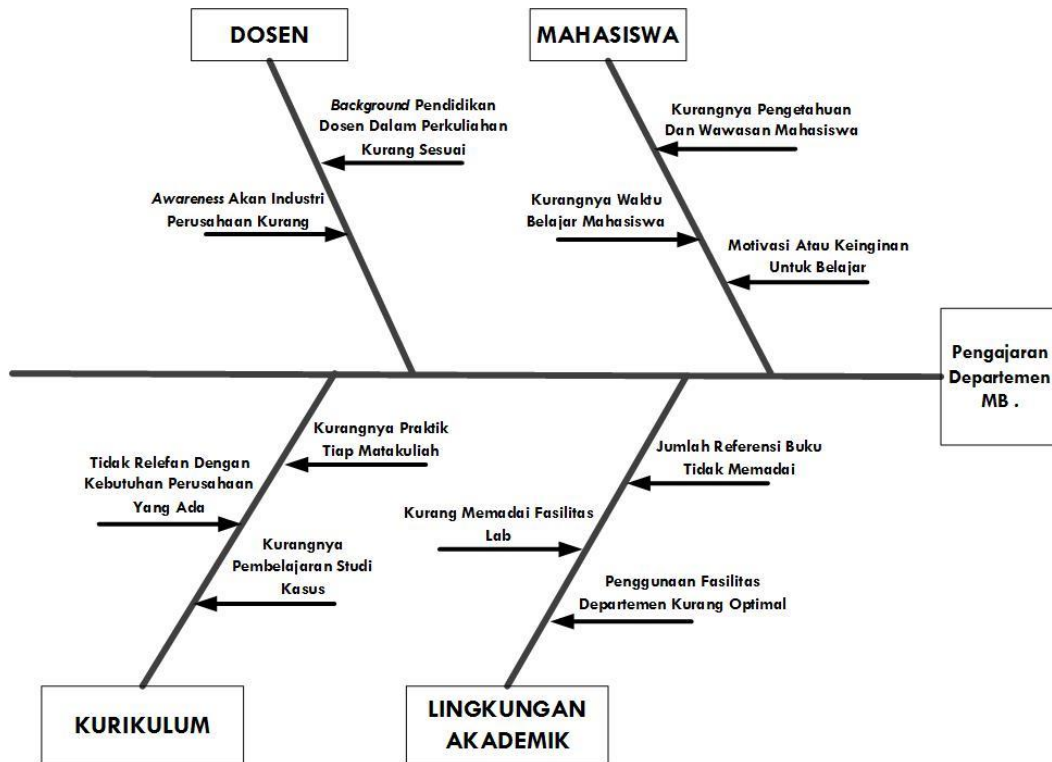 DOSEN
MAHASISWA
Background Pendidikan
Dosen Dalam Perkuliahan
Kurang Sesuai
Awareness Akan Industri
Perusahaan Kurang
Kurangnya Pengetahuan
Dan Wawasan Mahasiswa
Kurangnya Waktu
Belajar Mahasiswa
Motivasi Atau Keinginan
Untuk Belajar
Pengajaran
Departemen
MB .
Kurangnya Praktik
Tiap Matakuliah
Tidak Relefan Dengan
Kebutuhan Perusahaan
Yang Ada
Kurangnya
Pembelajaran Studi
Kasus
Jumlah Referensi Buku
Tidak Memadai
Kurang Memadai Fasilitas
Lab
Penggunaan Fasilitas
Departemen Kurang Optimal
KURIKULUM
LINGKUNGAN
AKADEMIK